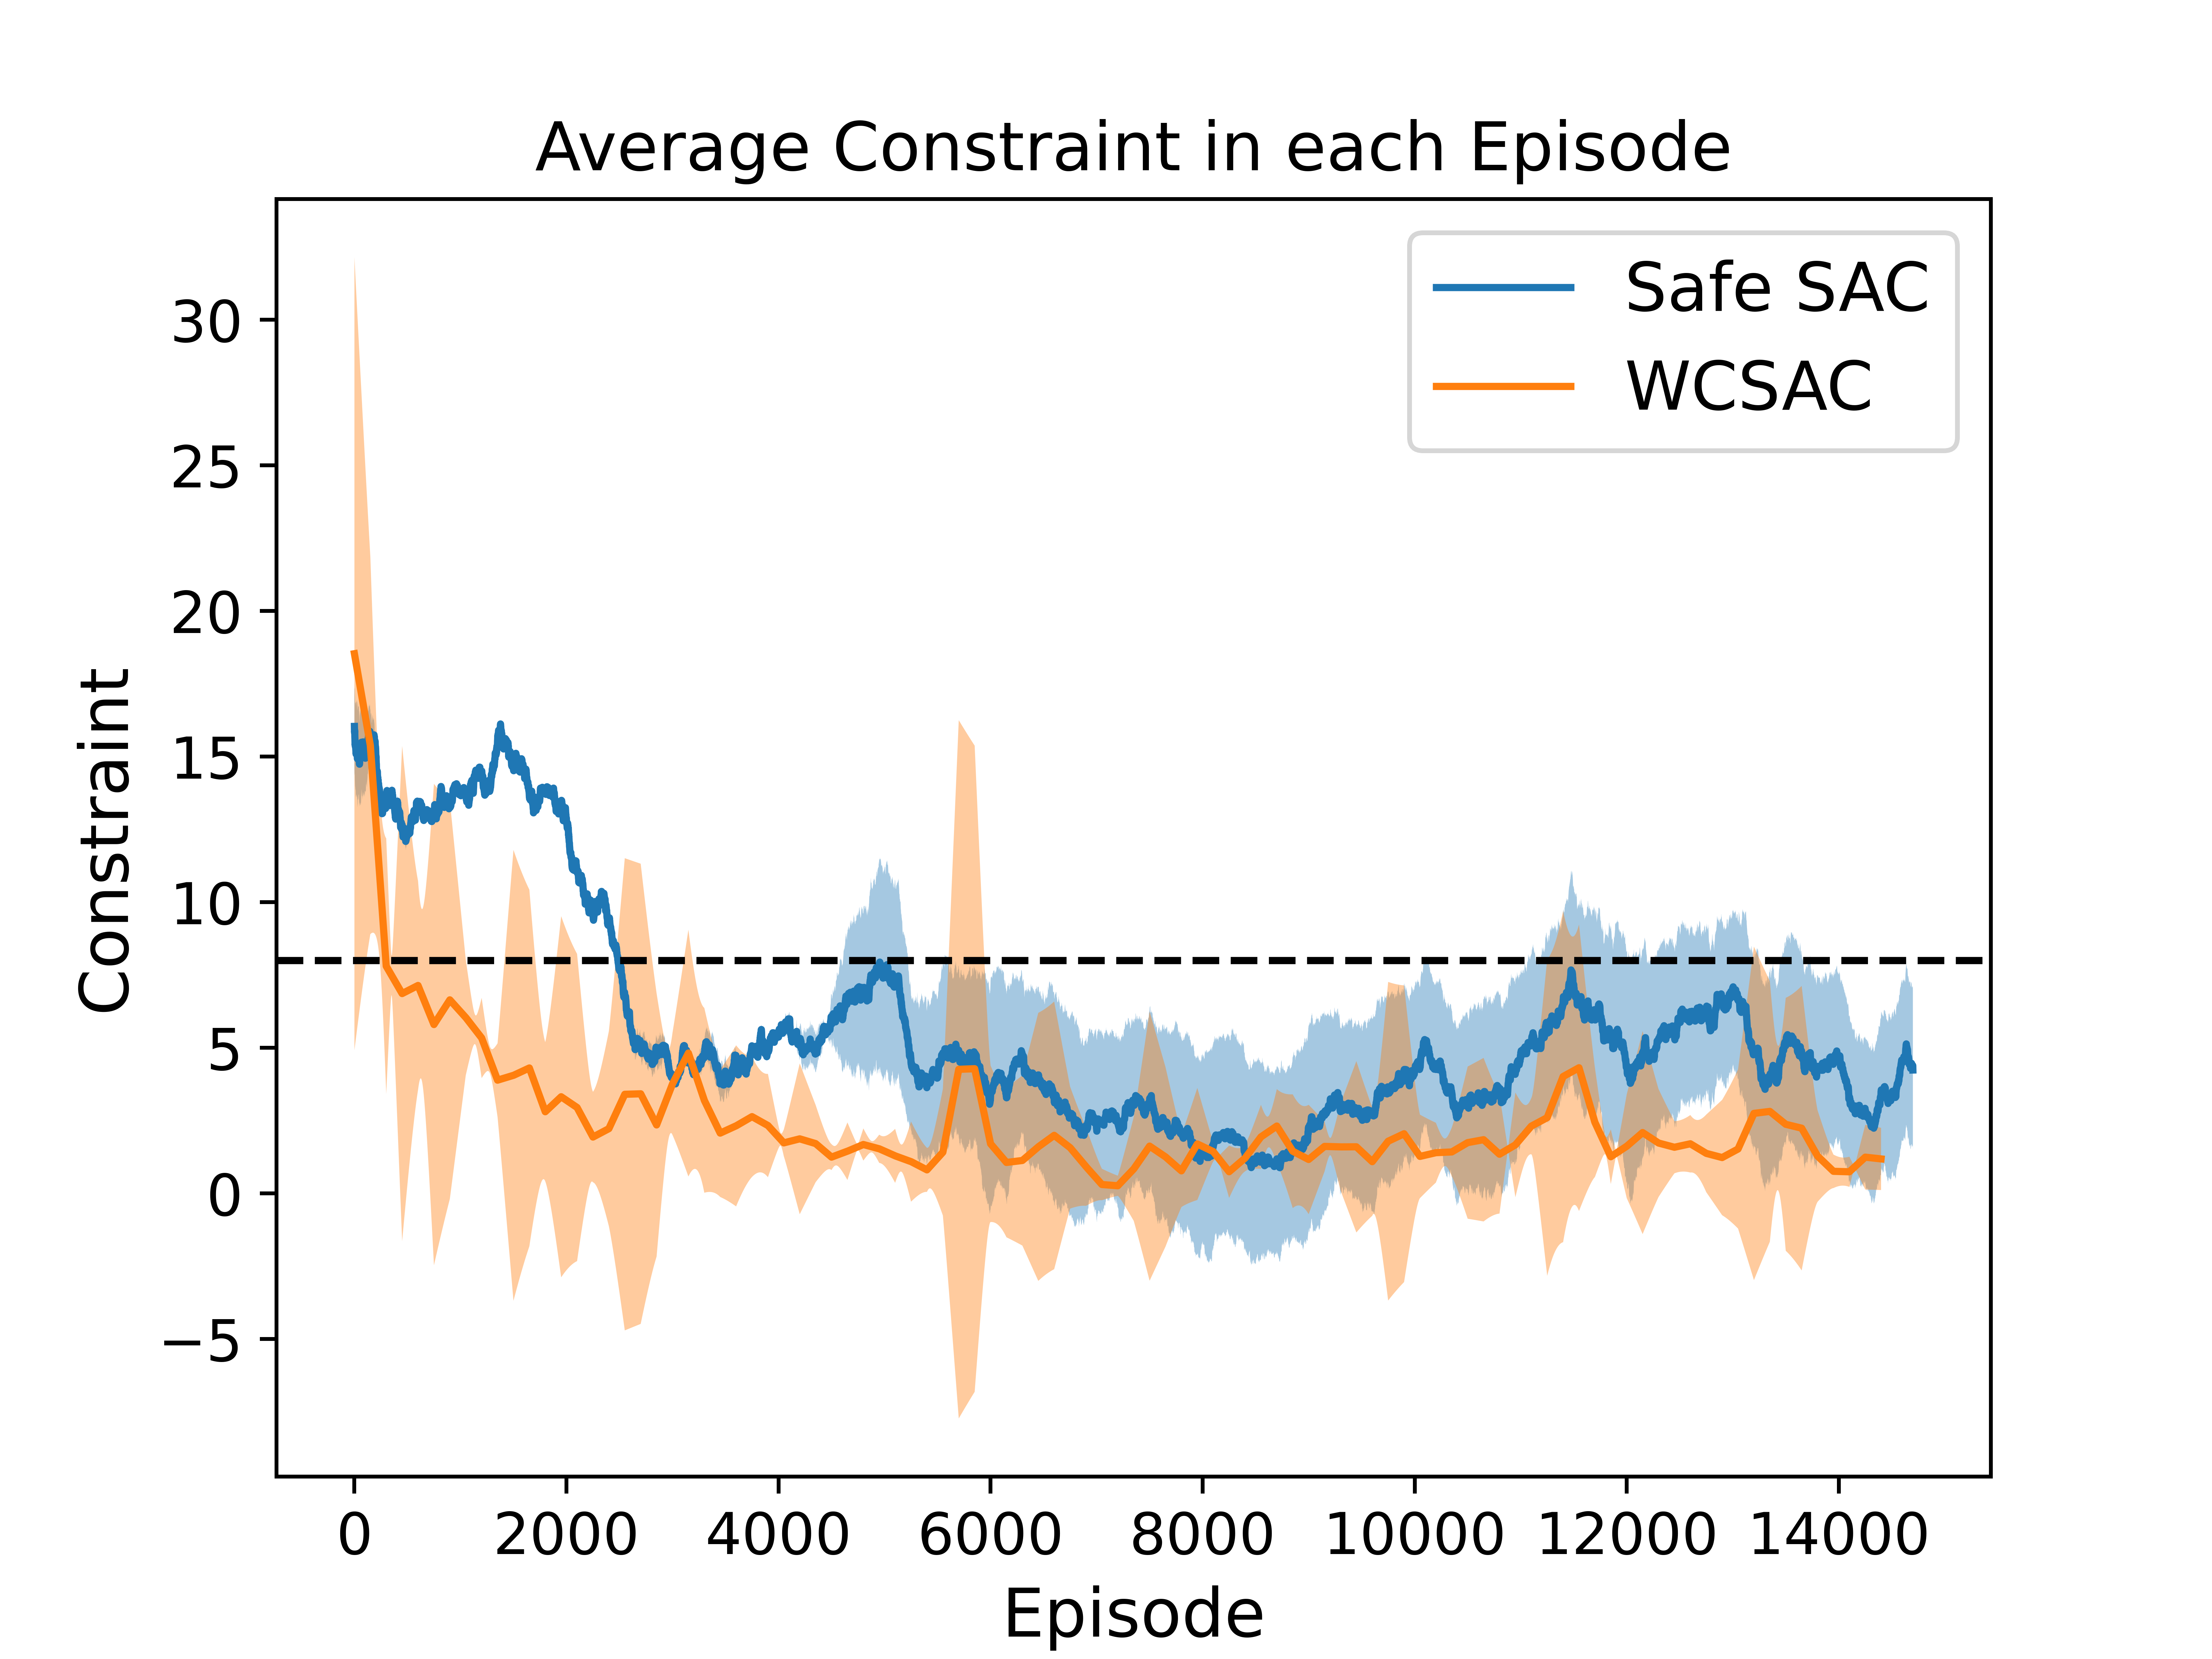 Average Constraint in each Episode
Safe SAC
WCSAC
30
25
20
15
10
5
0
−5
Constraint
0 2000 4000 6000 8000 10000 12000 14000
Episode